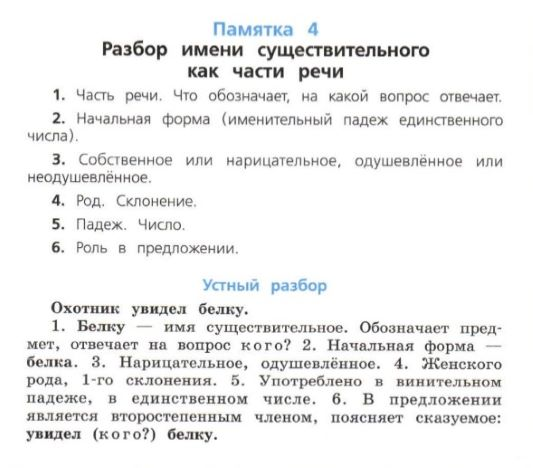 Памятка 4
Разбор имени существительного
как части речи
1. Часть речи. Что обозначает, на какой вопрос отвечает.
2. Начальная форма (именительный падеж единственного
числа).
3. Собственное или нарицательное, одушевлённое или
неодушевлённое.
4. Род. Склонение.
5. Падеж. Число.
6. Роль в предложении.
Устный разбор
Охотник увидел белку.
1. Белку — имя существительное. Обозначает пред-
мет, отвечает на вопрос кого? 2. Начальная форма —
белка. 3. Нарицательное, одушевлённое. 4. Женского
рода, 1-го склонения. 5. Употреблено в винительном
падеже, в единственном числе. 6. В предложении
является второстепенным членом, поясняет сказуемое:
увидел (кого?) белку.